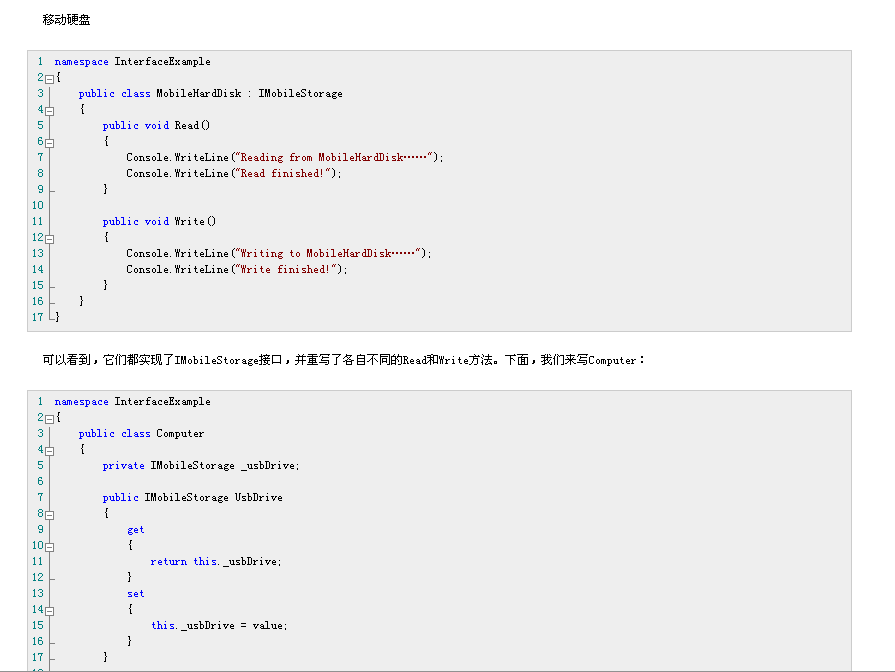 移动硬盘
1 namespace InterfaceExample
2 {
3     public class MobileHardDisk : IMobileStorage
4     {
5         public void Read()
6         {
7             Console.WriteLine("Reading from MobileHardDisk……");
8             Console.WriteLine("Read finished!");
9         }
10
11         public void Write()
12         {
13             Console.WriteLine("Writing to MobileHardDisk……");
14             Console.WriteLine("Write finished!");
15         }
16     }
17 }
可以看到，它们都实现了IMobileStorage接口，并重写了各自不同的Read和Write方法。下面，我们来写Computer：
1 namespace InterfaceExample
2 {
3     public class Computer
4     {
5         private IMobileStorage _usbDrive;
6
7         public IMobileStorage UsbDrive
8         {
9             get
10             {
11                 return this._usbDrive;
12             }
13             set
14             {
15                 this._usbDrive = value;
16             }
17         }